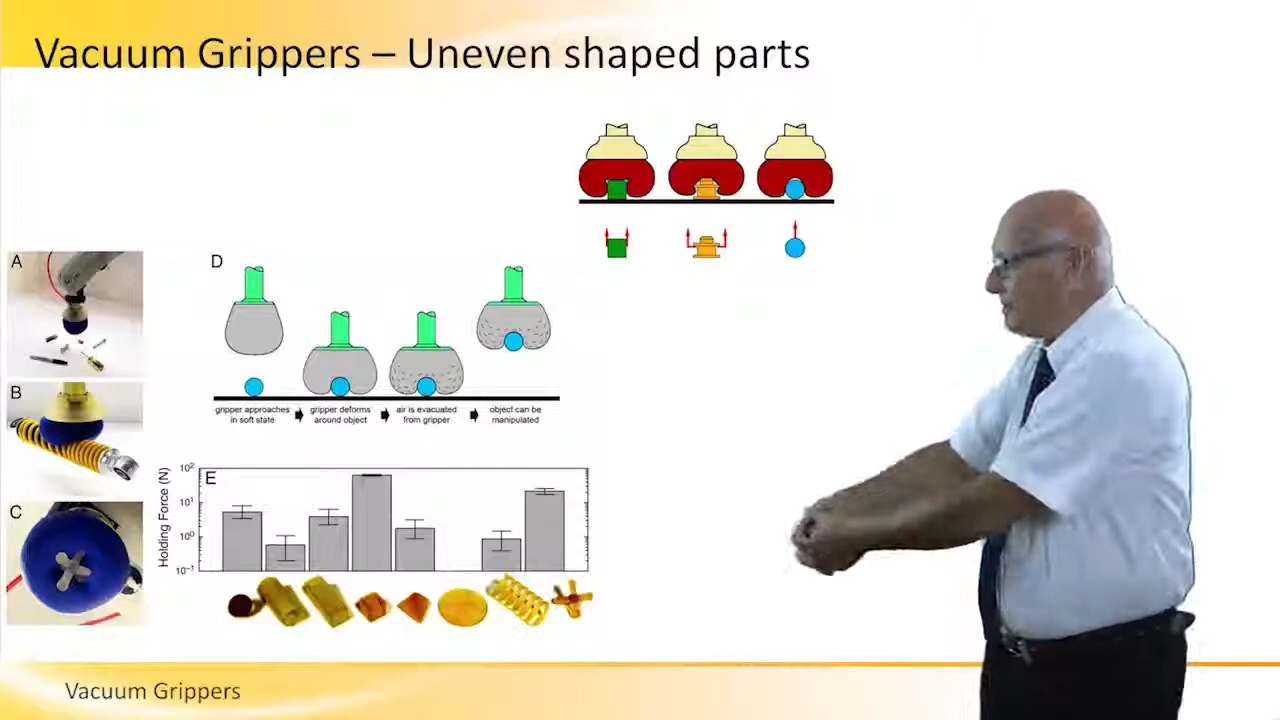 Vacuum Grippers – Uneven shaped parts
A
B
C
D
gripper approaches
in soft state
gripper deforms
around object
air is evacuated
from gripper
object can be
manipulated
E
Holding Force (N)
10²
10¹
10⁰
10⁻¹
Vacuum Grippers